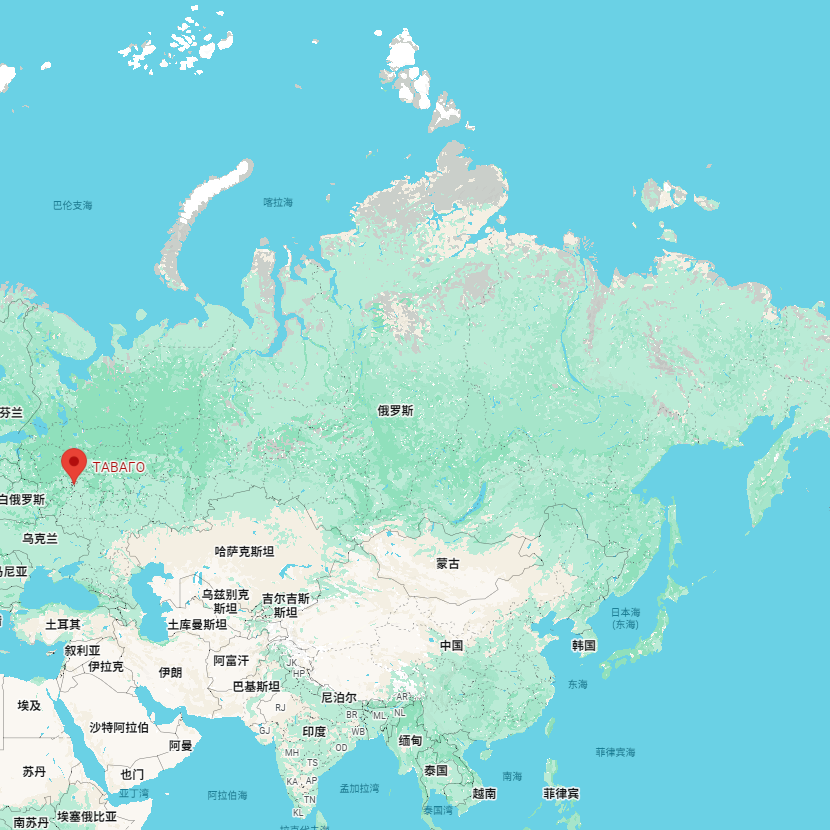 巴伦支海
喀拉海
芬兰
俄罗斯
ТАВАГО
白俄罗斯
乌克兰
哈萨克斯坦
蒙古
乌兹别克
斯坦
吉尔吉斯
斯坦
土耳其
土库曼斯坦
日本海
(东海)
叙利亚
伊拉克
伊朗
阿富汗
中国
韩国
JK
HP
巴基斯坦
尼泊尔
东海
埃及
RJ
BR
ML
NL
AR
沙特阿拉伯
GJ
印度
WB
阿曼
OD
缅甸
MH
菲律宾海
苏丹
也门
TS
泰国
南海
KA
AP
亚丁湾
阿拉伯海
孟加拉湾
TN
越南
菲律宾
南苏丹
埃塞俄比亚
KL
泰国湾